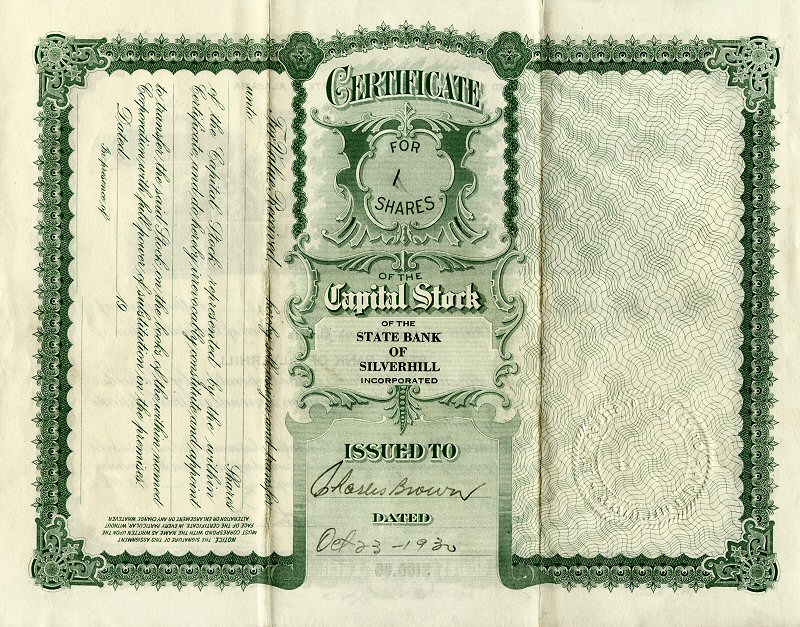 CERTIFICATE
FOR
1
SHARES
OF THE
Capital Stock
OF THE
STATE BANK
OF
SILVERHILL
INCORPORATED
ISSUED TO
Charles Brown
DATED
Oct 23 - 1930
For Value Received hereby sell, assign and transfer
unto
Shares
of the Capital Stock represented by the within
Certificate, and do hereby irrevocably constitute and appoint
to transfer the said Stock on the books of the within named
Corporation with full power of substitution in the premises.
Dated 19
In presence of
NOTICE. THE SIGNATURE OF THIS ASSIGNMENT
MUST CORRESPOND WITH THE NAME AS WRITTEN UPON THE
FACE OF THE CERTIFICATE, IN EVERY PARTICULAR, WITHOUT
ALTERATION OR ENLARGEMENT OR ANY CHANGE WHATEVER.